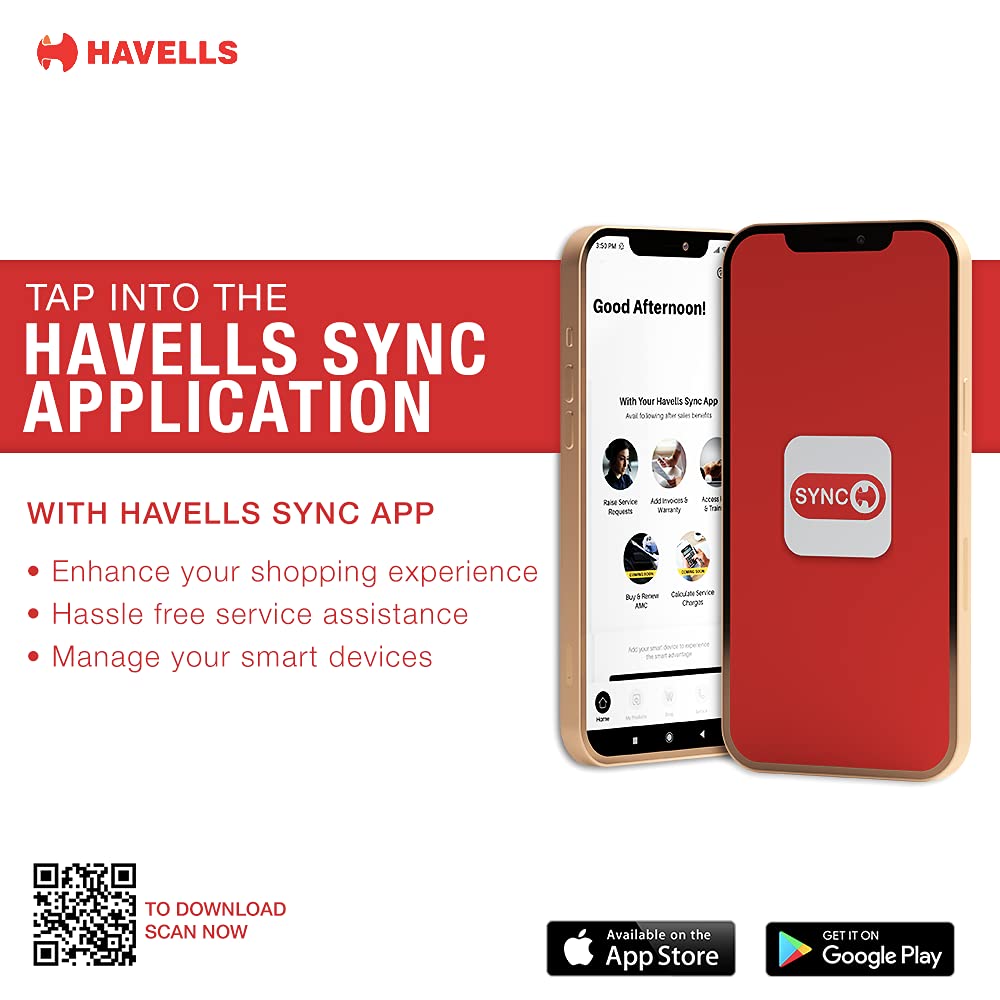 HAVELLS
TAP INTO THE
HAVELLS SYNC
APPLICATION
WITH HAVELLS SYNC APP
• Enhance your shopping experience
• Hassle free service assistance
• Manage your smart devices
3:50 PM
Good Afternoon!
With Your Havells Sync App
Avail following after sales benefits
Raise Service
Requests
Add Invoices &
Warranty
Access
& Train
COMING SOON
Buy & Renew
AMC
COMING SOON
Calculate Service
Charges
Add your smart device to experience
the smart advantage
Home
My Products
Shop
SYNC
TO DOWNLOAD
SCAN NOW
Available on the
App Store
GET IT ON
Google Play